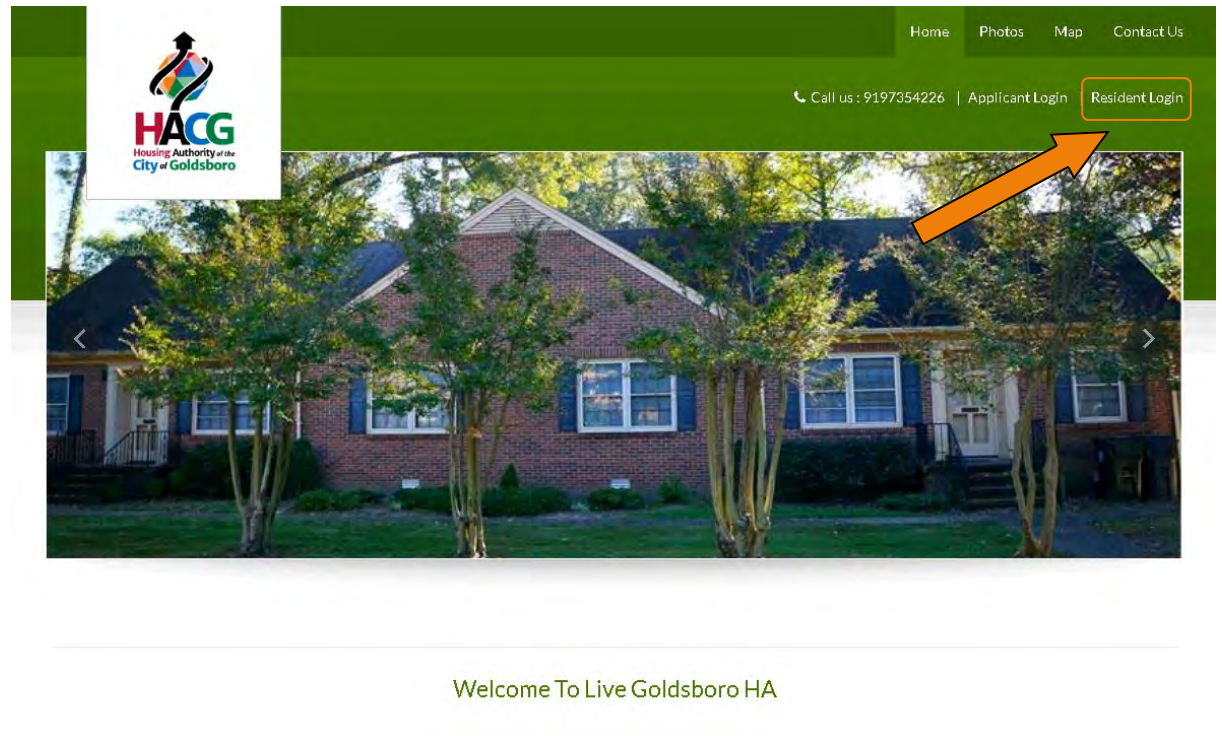 Home Photos Map Contact Us
Call us : 9197354226 | Applicant Login | Resident Login
HACG
Housing Authority of the
City of Goldsboro
Welcome To Live Goldsboro HA